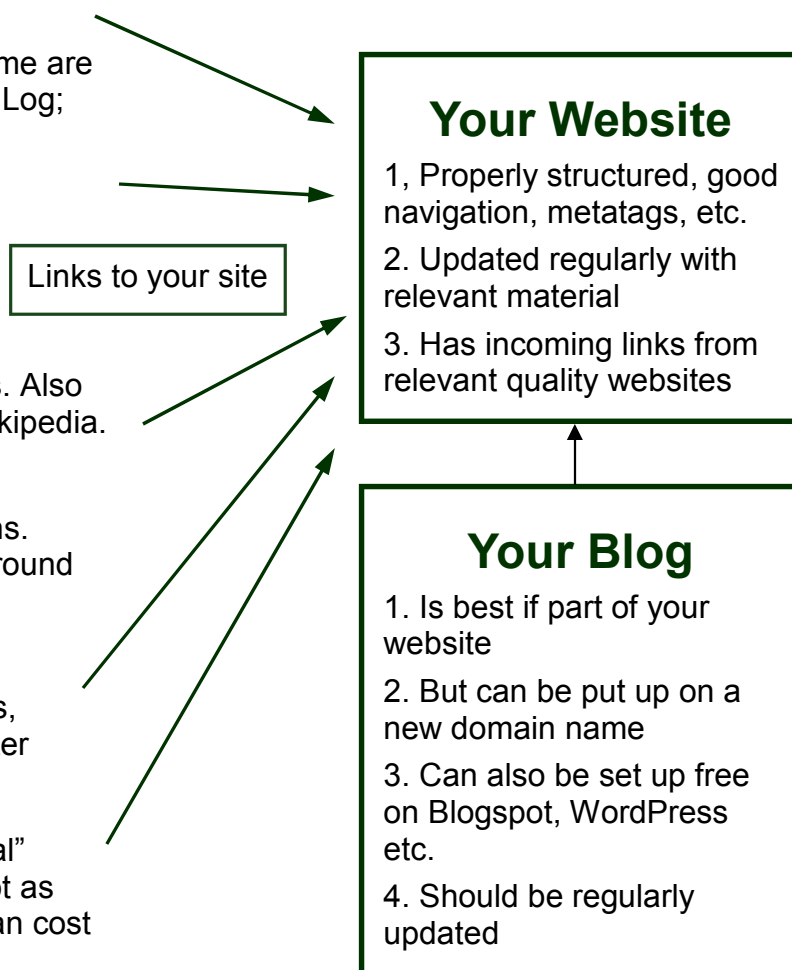 me are
Log;
Links to your site
s. Also
kipedia.
ns.
round
s,
er
al”
ot as
an cost
Your Website
1, Properly structured, good
navigation, metatags, etc.
2. Updated regularly with
relevant material
3. Has incoming links from
relevant quality websites
Your Blog
1. Is best if part of your
website
2. But can be put up on a
new domain name
3. Can also be set up free
on Blogspot, WordPress
etc.
4. Should be regularly
updated